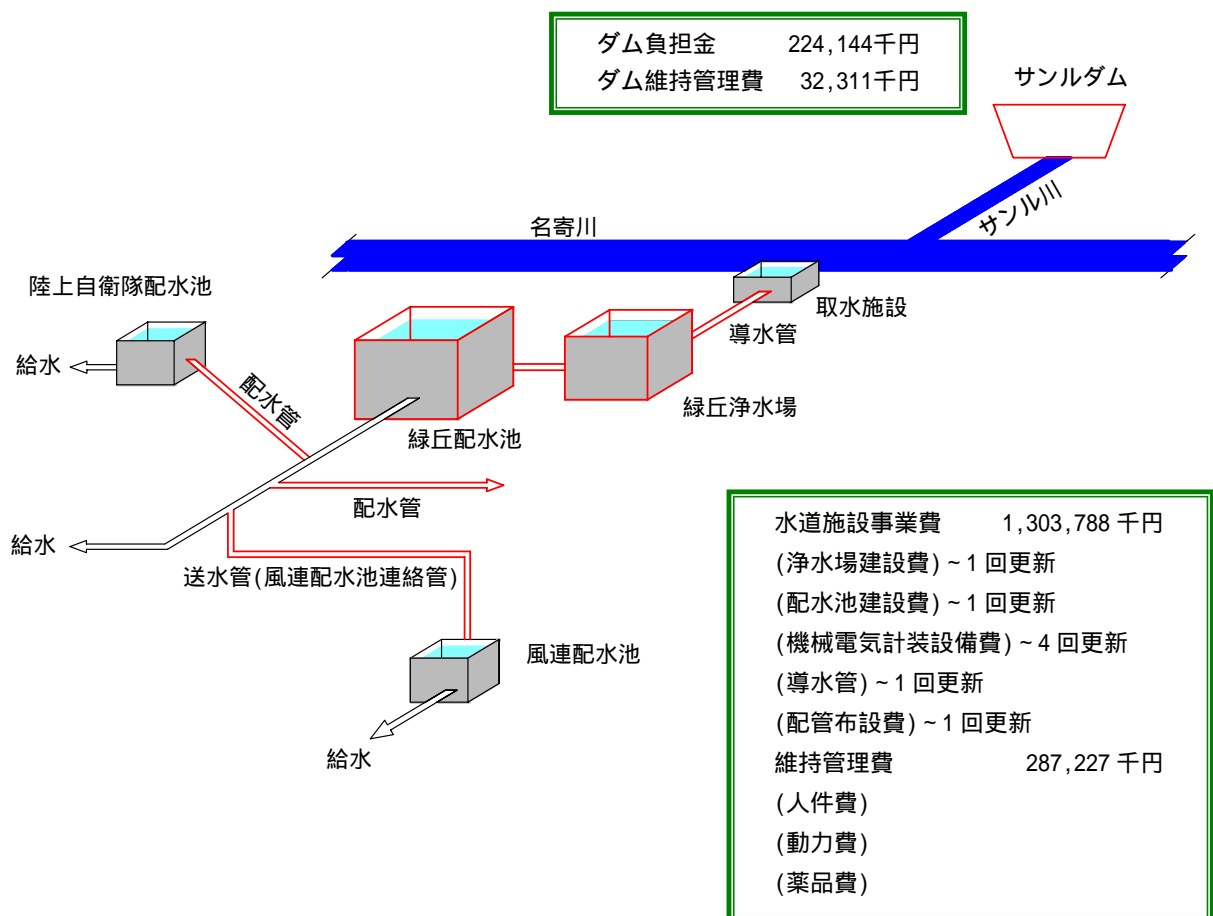 ダム負担金 224,144千円
ダム維持管理費 32,311千円
サンルダム
サンル川
名寄川
陸上自衛隊配水池
取水施設
導水管
給水
配水管
緑丘浄水場
緑丘配水池
配水管
給水
送水管(風連配水池連絡管)
風連配水池
給水
水道施設事業費 1,303,788 千円
(浄水場建設費) ~ 1 回更新
(配水池建設費) ~ 1 回更新
(機械電気計装設備費) ~ 4 回更新
(導水管) ~ 1 回更新
(配管布設費) ~ 1 回更新
維持管理費 287,227 千円
(人件費)
(動力費)
(薬品費)